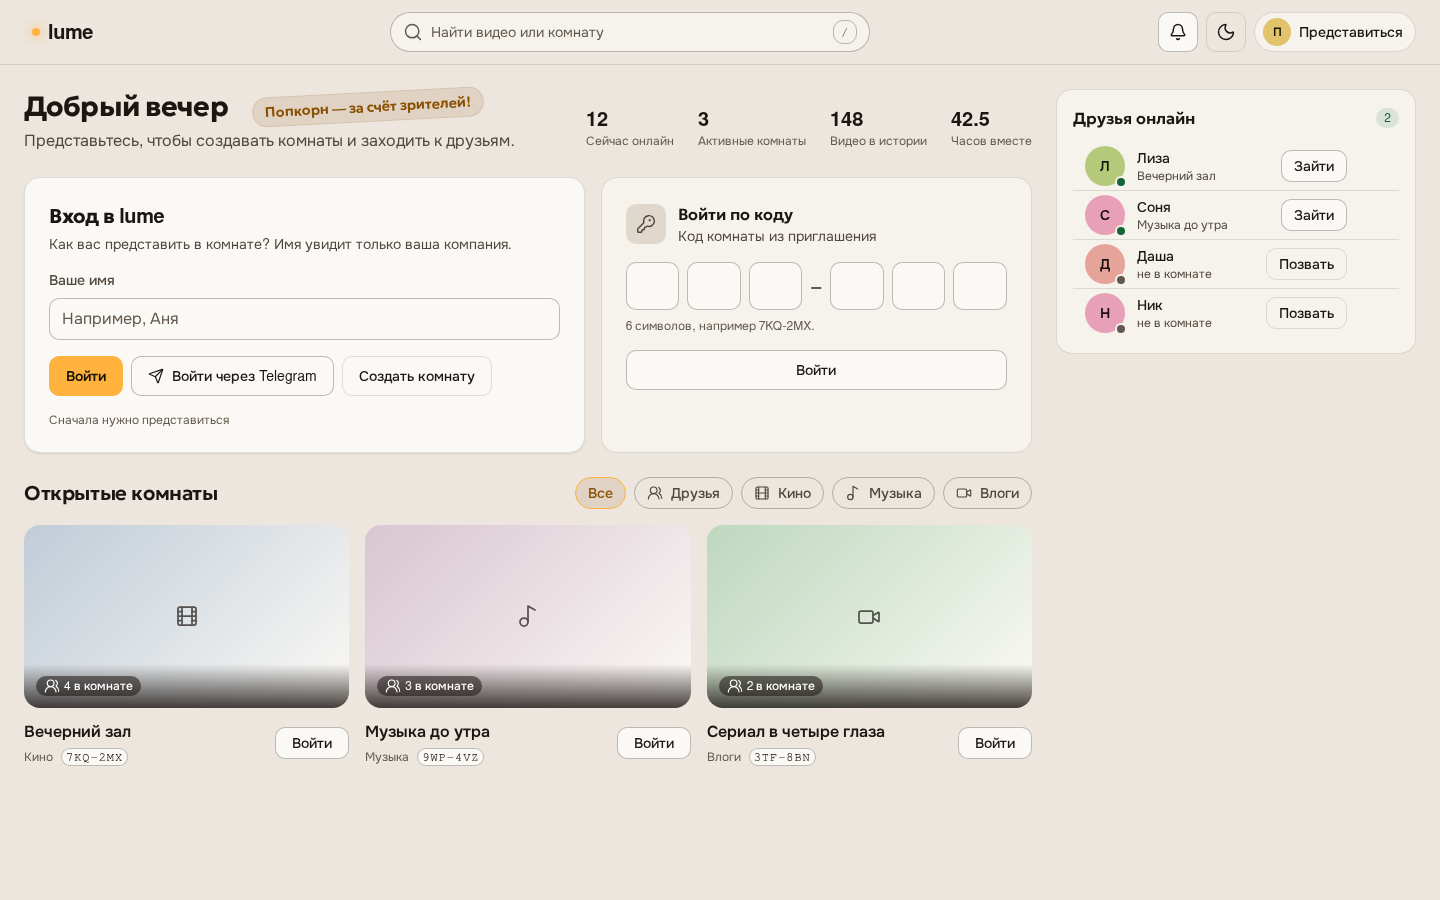 lume
Найти видео или комнату
/
П
Представиться
Добрый вечер
Попкорн — за счёт зрителей!
Представьтесь, чтобы создавать комнаты и заходить к друзьям.
12
Сейчас онлайн
3
Активные комнаты
148
Видео в истории
42.5
Часов вместе
Вход в lume
Как вас представить в комнате? Имя увидит только ваша компания.
Ваше имя
Например, Аня
Войти
Войти через Telegram
Создать комнату
Сначала нужно представиться
Войти по коду
Код комнаты из приглашения
–
6 символов, например 7KQ-2MX.
Войти
Друзья онлайн
2
Л
Лиза
Вечерний зал
Зайти
С
Соня
Музыка до утра
Зайти
Д
Даша
не в комнате
Позвать
Н
Ник
не в комнате
Позвать
Открытые комнаты
Все
Друзья
Кино
Музыка
Влоги
4 в комнате
Вечерний зал
Кино
7KQ-2MX
Войти
3 в комнате
Музыка до утра
Музыка
9WP-4VZ
Войти
2 в комнате
Сериал в четыре глаза
Влоги
3TF-8BN
Войти